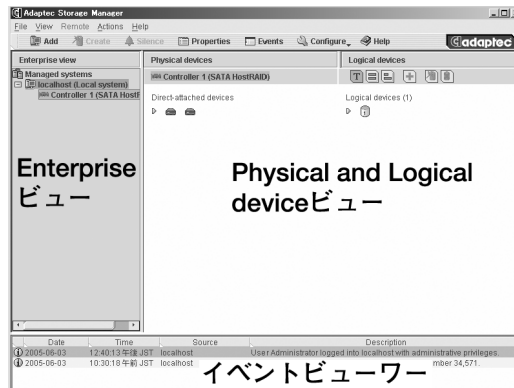 Adaptec Storage Manager
File View Remote Actions Help
Add Create Silence Properties Events Configure Help adaptec
Enterprise view
Physical devices
Logical devices
Managed systems
localhost (Local system)
Controller 1 (SATA HostR
Controller 1 (SATA HostRAID)
Direct-attached devices
Logical devices (1)
Enterprise
ビュー
Physical and Logical
deviceビュー
Date Time Source Description
2005-06-03 12:40:13 午後 JST localhost User Administrator logged into localhost with administrative privileges.
2005-06-03 10:30:18 午前 JST localhost mber 34,571.
イベントビューワー